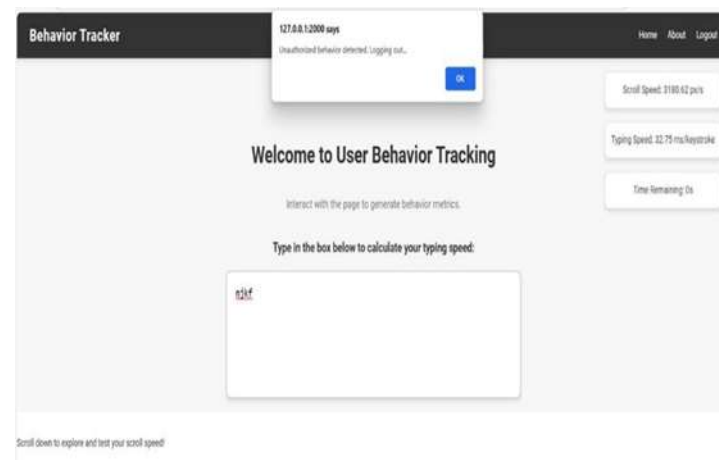 Behavior Tracker
127.0.0.1:2000 says
Unauthorized behavior detected. Logging out...
OK
Home About Logout
Scroll Speed: 3180.62 px/s
Typing Speed: 32.75 ms/keystroke
Time Remaining: 0s
Welcome to User Behavior Tracking
Interact with the page to generate behavior metrics.
Type in the box below to calculate your typing speed:
njkf
Scroll down to explore and test your scroll speed!